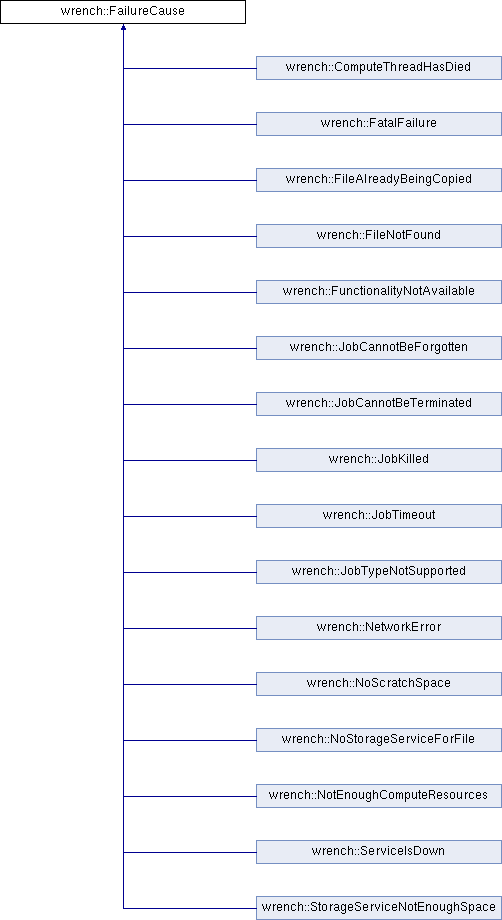 wrench::FailureCause
wrench::ComputeThreadHasDied
wrench::FatalFailure
wrench::FileAlreadyBeingCopied
wrench::FileNotFound
wrench::FunctionalityNotAvailable
wrench::JobCannotBeForgotten
wrench::JobCannotBeTerminated
wrench::JobKilled
wrench::JobTimeout
wrench::JobTypeNotSupported
wrench::NetworkError
wrench::NoScratchSpace
wrench::NoStorageServiceForFile
wrench::NotEnoughComputeResources
wrench::ServiceIsDown
wrench::StorageServiceNotEnoughSpace